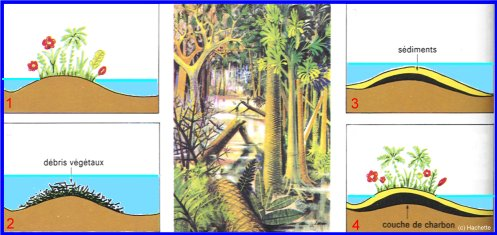 1
débris végétaux
2
sédiments
3
couche de charbon
4
(c) Hachette